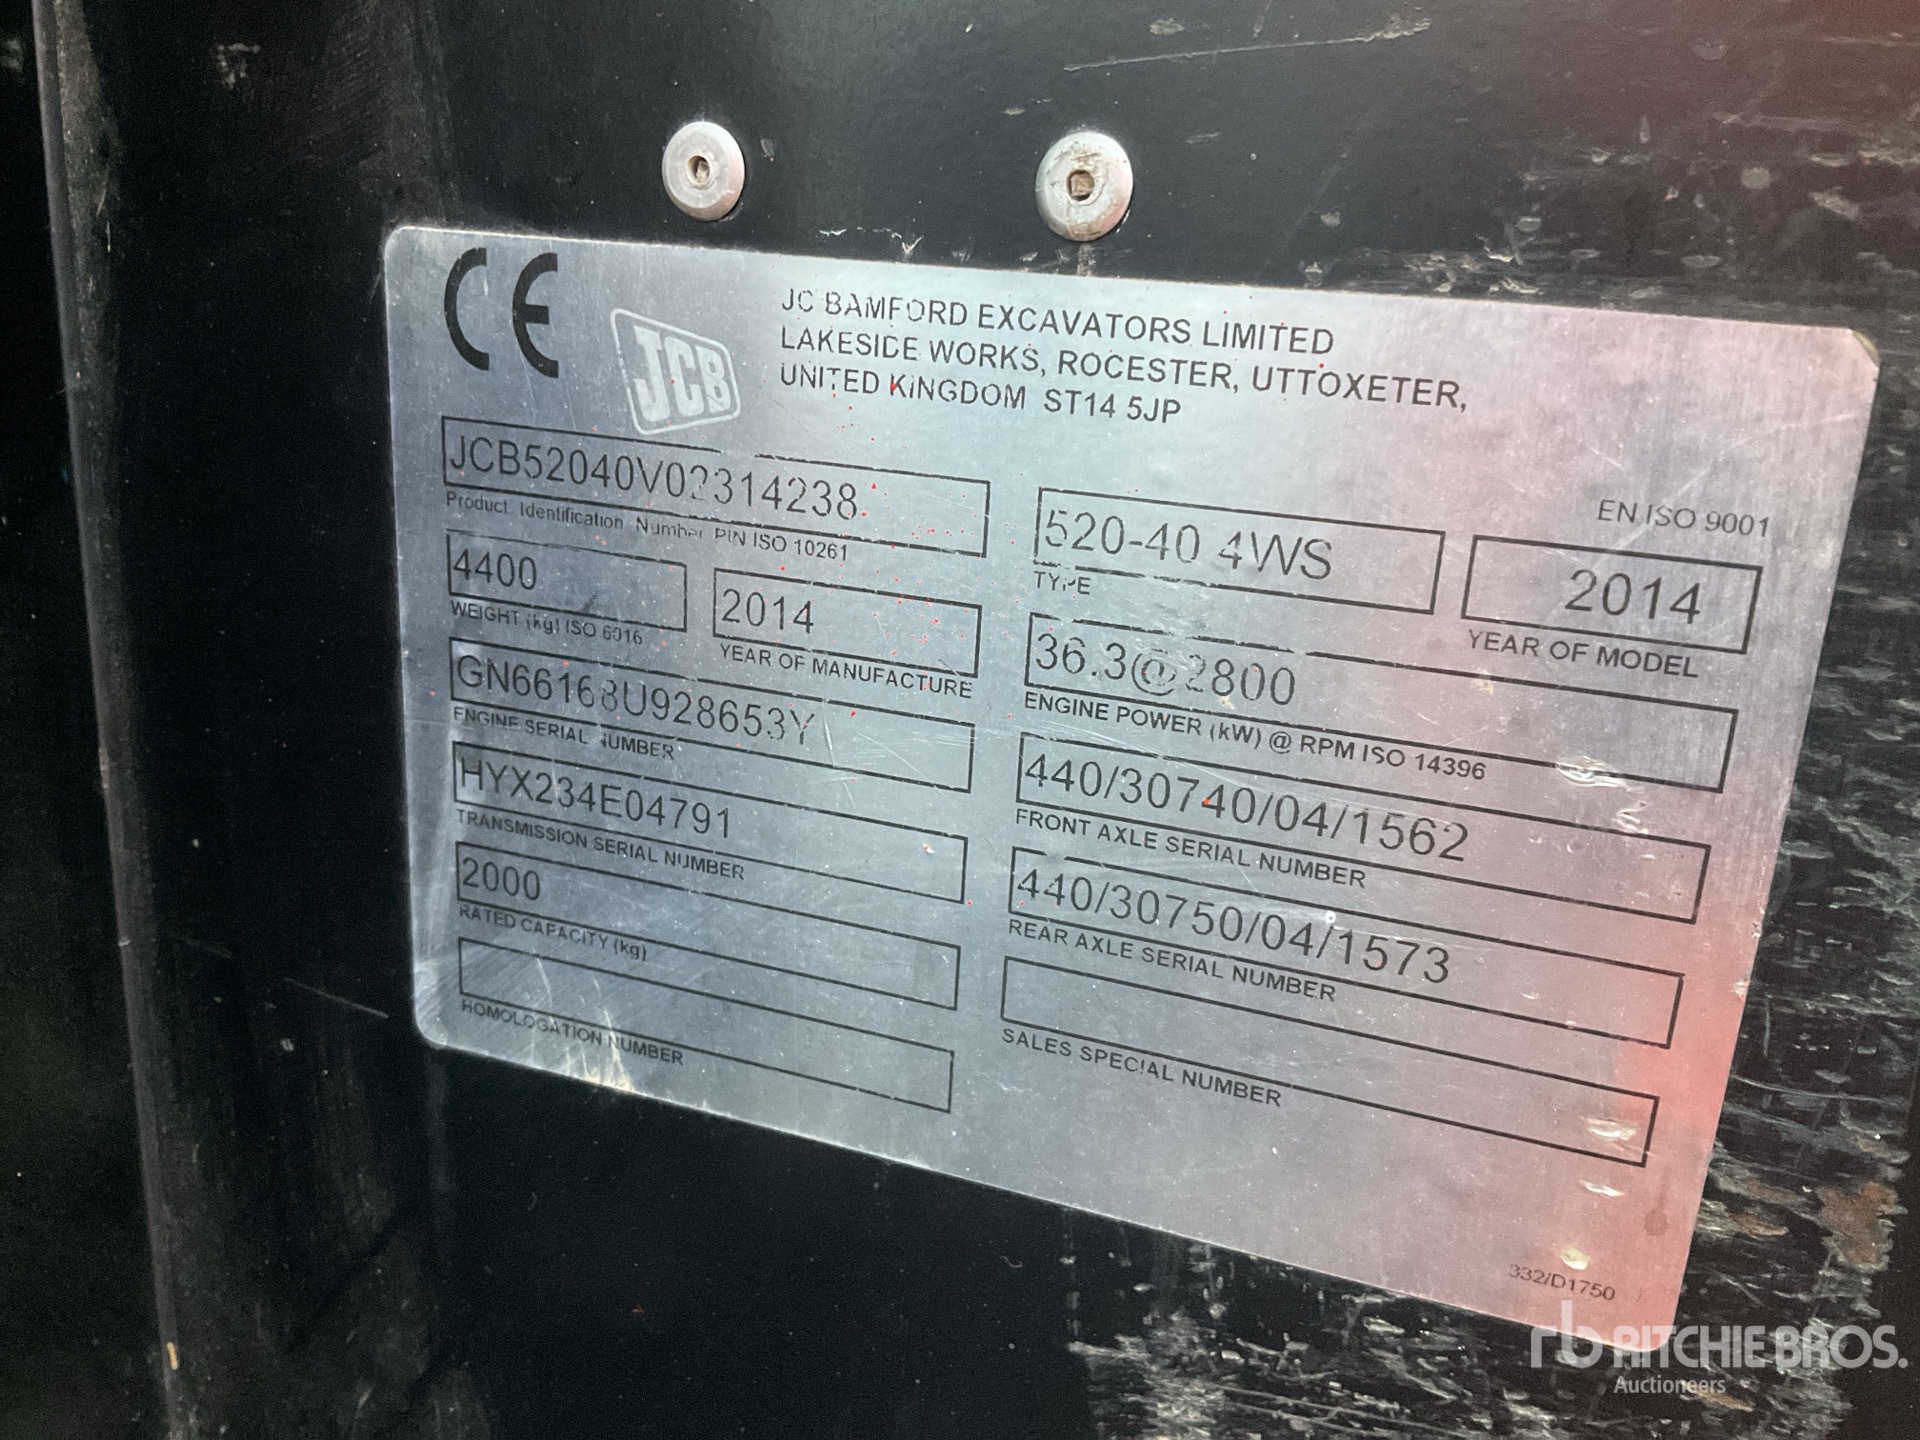 CE
JCB
JC BAMFORD EXCAVATORS LIMITED
LAKESIDE WORKS, ROCESTER, UTTOXETER,
UNITED KINGDOM ST14 5JP
EN ISO 9001
JCB52040V02314238
Product Identification Number PIN ISO 10261
520-40 4WS
TYPE
2014
YEAR OF MODEL
4400
WEIGHT (kg) ISO 6016
2014
YEAR OF MANUFACTURE
36.3@2800
ENGINE POWER (kW) @ RPM ISO 14396
GN66168U928653Y
ENGINE SERIAL NUMBER
440/30740/04/1562
FRONT AXLE SERIAL NUMBER
HYX234E04791
TRANSMISSION SERIAL NUMBER
440/30750/04/1573
REAR AXLE SERIAL NUMBER
2000
RATED CAPACITY (kg)
SALES SPECIAL NUMBER
HOMOLOGATION NUMBER
332/D1750
rb RITCHIE BROS.
Auctioneers